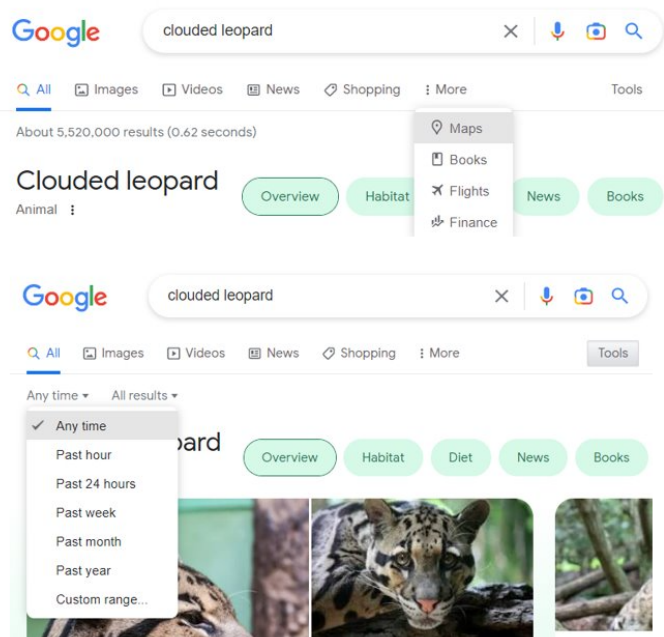 Google clouded leopard
All Images Videos News Shopping More Tools
About 5,520,000 results (0.62 seconds)
Maps
Books
Flights
Finance
Clouded leopard
Animal
Overview Habitat News Books
Google clouded leopard
All Images Videos News Shopping More Tools
Any time All results
Any time
Past hour
Past 24 hours
Past week
Past month
Past year
Custom range...
pard
Overview Habitat Diet News Books